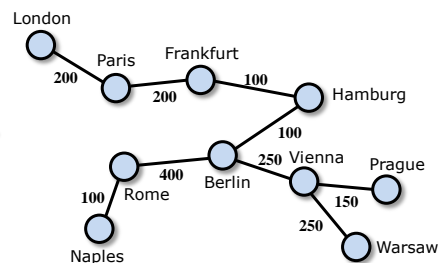 London
Paris
Frankfurt
200
200
100
Hamburg
100
Berlin
250
Vienna
Prague
400
150
100
Rome
250
Naples
Warsaw